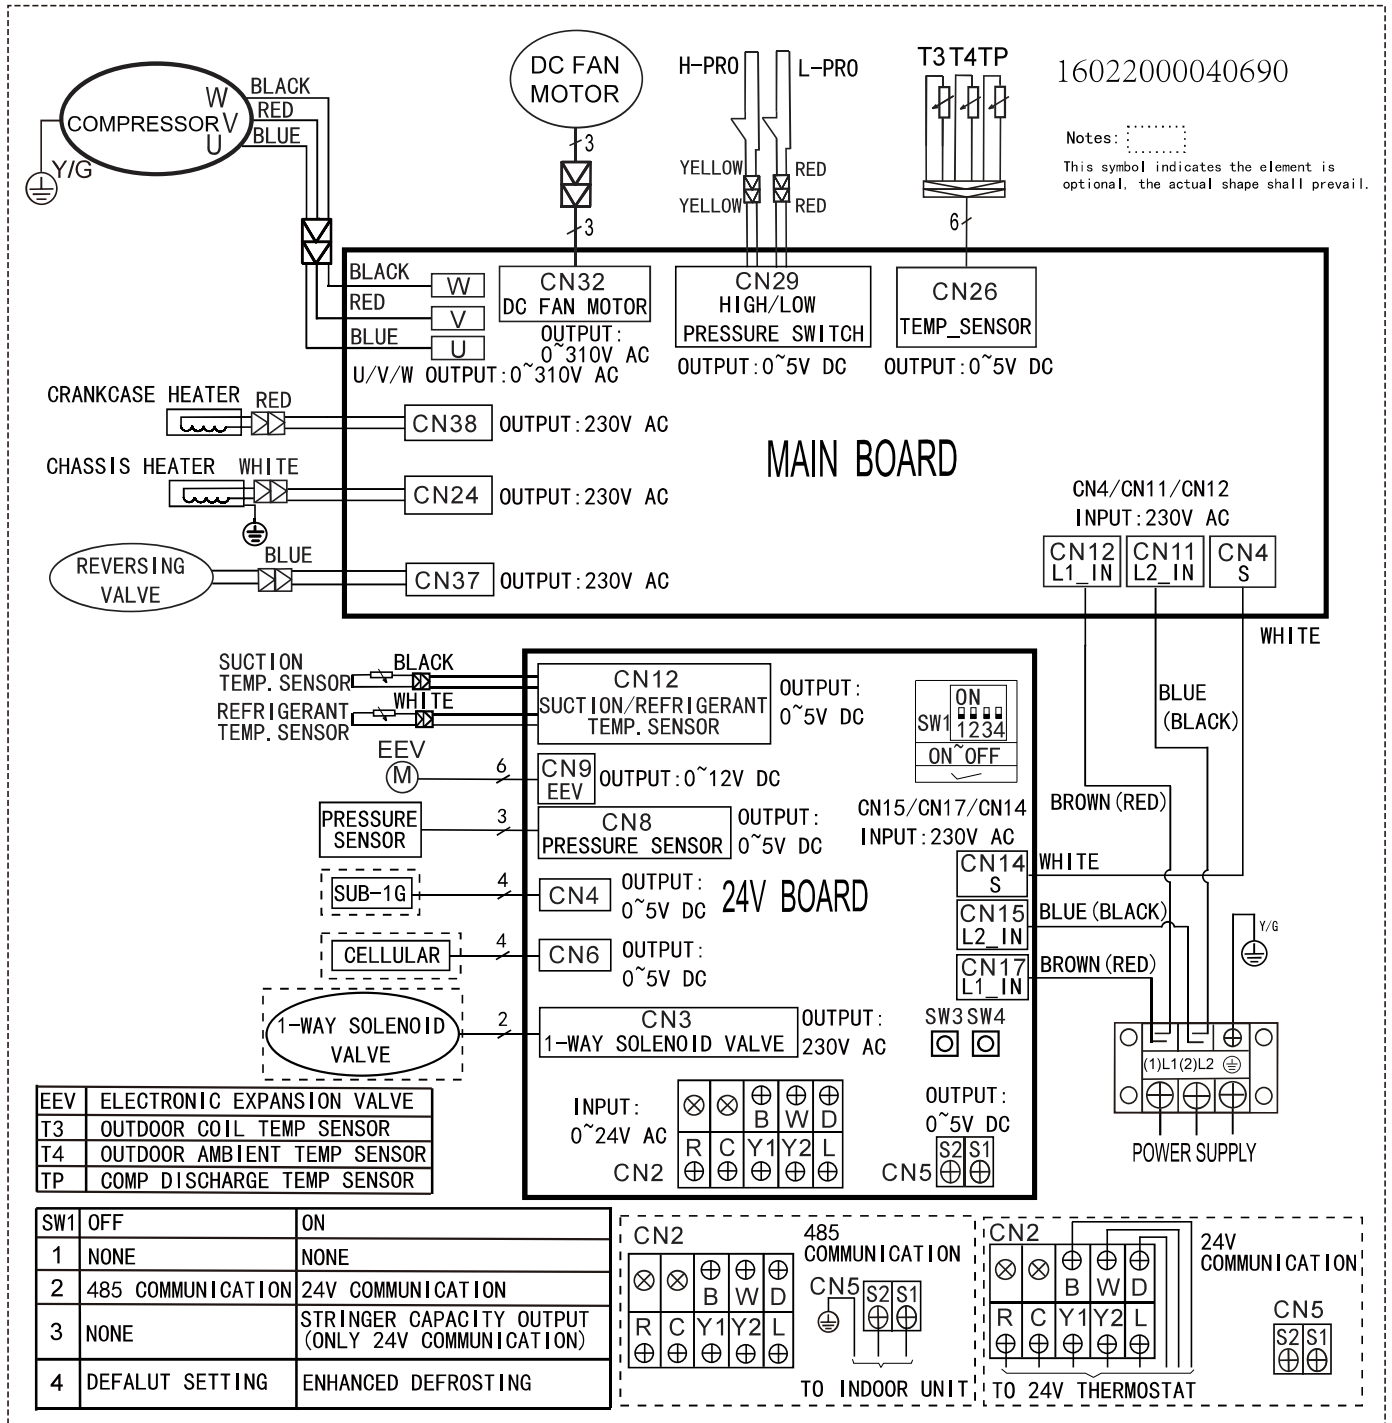 16022000040690
Notes:
This symbol indicates the element is
optional, the actual shape shall prevail.
COMPRESSOR
W
V
U
BLACK
RED
BLUE
Y/G
DC FAN
MOTOR
3
3
H-PRO
L-PRO
YELLOW
RED
YELLOW
RED
T3 T4 TP
6
BLACK
W
RED
V
BLUE
U
U/V/W OUTPUT:0~310V AC
CN32
DC FAN MOTOR
OUTPUT:
0~310V AC
CN29
HIGH/LOW
PRESSURE SWITCH
OUTPUT:0~5V DC
CN26
TEMP_SENSOR
OUTPUT:0~5V DC
CRANKCASE HEATER
RED
CN38
OUTPUT:230V AC
CHASSIS HEATER
WHITE
CN24
OUTPUT:230V AC
REVERSING
VALVE
BLUE
CN37
OUTPUT:230V AC
MAIN BOARD
CN4/CN11/CN12
INPUT:230V AC
CN12
L1_IN
CN11
L2_IN
CN4
S
WHITE
BLUE
(BLACK)
BROWN(RED)
SUCTION
TEMP.SENSOR
BLACK
REFRIGERANT
TEMP.SENSOR
WHITE
CN12
SUCTION/REFRIGERANT
TEMP.SENSOR
OUTPUT:
0~5V DC
SW1
ON
1234
ON~OFF
EEV
M
6
CN9
EEV
OUTPUT:0~12V DC
PRESSURE
SENSOR
3
CN8
PRESSURE SENSOR
OUTPUT:
0~5V DC
CN15/CN17/CN14
INPUT:230V AC
SUB-1G
4
CN4
OUTPUT:
0~5V DC
24V BOARD
CN14
S
WHITE
CN15
L2_IN
BLUE(BLACK)
CN17
L1_IN
BROWN(RED)
Y/G
CELLULAR
4
CN6
OUTPUT:
0~5V DC
1-WAY SOLENOID
VALVE
2
CN3
1-WAY SOLENOID VALVE
OUTPUT:
230V AC
SW3 SW4
(1)L1(2)L2
POWER SUPPLY
INPUT:
0~24V AC
CN2
B W D
R C Y1 Y2 L
OUTPUT:
0~5V DC
CN5
S2 S1
EEV ELECTRONIC EXPANSION VALVE
T3 OUTDOOR COIL TEMP SENSOR
T4 OUTDOOR AMBIENT TEMP SENSOR
TP COMP DISCHARGE TEMP SENSOR
SW1 OFF ON
1 NONE NONE
2 485 COMMUNICATION 24V COMMUNICATION
3 NONE STRINGER CAPACITY OUTPUT
(ONLY 24V COMMUNICATION)
4 DEFALUT SETTING ENHANCED DEFROSTING
CN2
B W D
R C Y1 Y2 L
485
COMMUNICATION
CN5
S2 S1
TO INDOOR UNIT
CN2
B W D
R C Y1 Y2 L
24V
COMMUNICATION
CN5
S2 S1
TO 24V THERMOSTAT